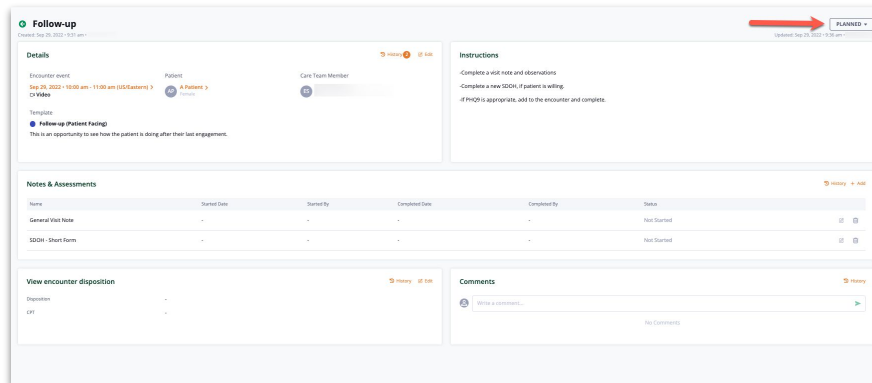 Follow-up
PLANNED
Created: Sep 29, 2022 • 9:31 am •
Updated: Sep 29, 2022 • 9:36 am •
Details
History 2 Edit
Encounter event
Patient
Care Team Member
Sep 29, 2022 • 10:00 am - 11:00 am (US/Eastern) >
Video
AP
A Patient >
Female
ES
Template
Follow-up (Patient Facing)
This is an opportunity to see how the patient is doing after their last engagement.
Instructions
-Complete a visit note and observations
-Complete a new SDOH, if patient is willing.
-If PHQ9 is appropriate, add to the encounter and complete.
Notes & Assessments
History + Add
Name Started Date Started By Completed Date Completed By Status
General Visit Note - - - - Not Started
SDOH - Short Form - - - - Not Started
View encounter disposition
History Edit
Disposition -
CPT -
Comments
History
Write a comment...
No Comments